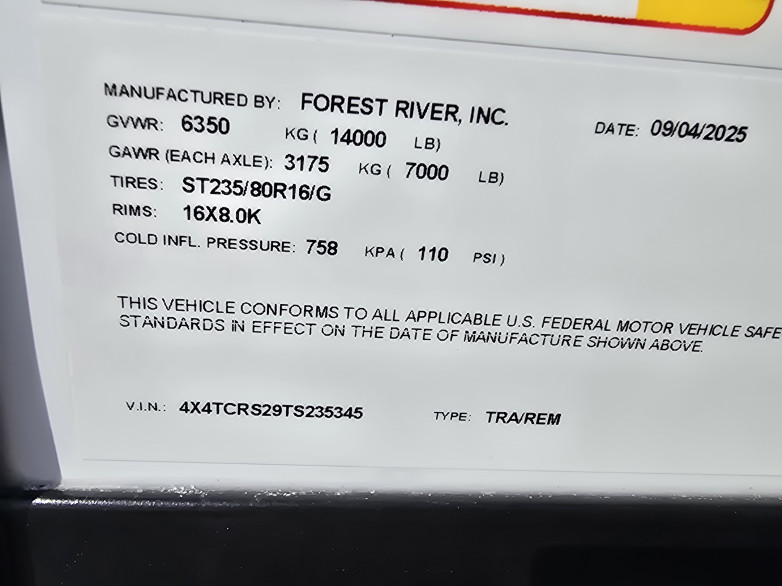 MANUFACTURED BY: FOREST RIVER, INC. DATE: 09/04/2025
GVWR: 6350 KG ( 14000 LB)
GAWR (EACH AXLE): 3175 KG ( 7000 LB)
TIRES: ST235/80R16/G
RIMS: 16X8.0K
COLD INFL. PRESSURE: 758 KPA ( 110 PSI )
THIS VEHICLE CONFORMS TO ALL APPLICABLE U.S. FEDERAL MOTOR VEHICLE SAFE
STANDARDS IN EFFECT ON THE DATE OF MANUFACTURE SHOWN ABOVE.
V.I.N.: 4X4TCRS29TS235345 TYPE: TRA/REM